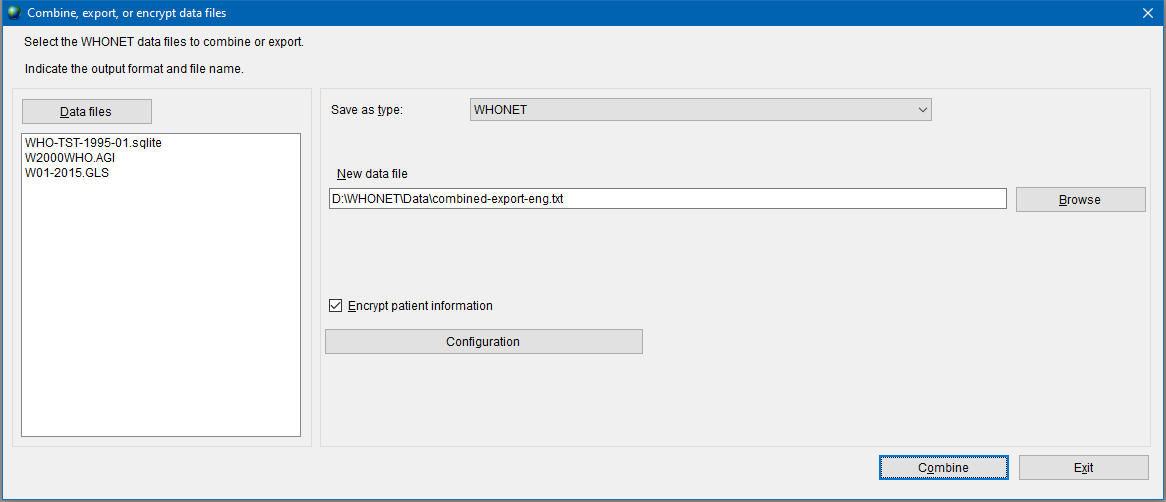 Combine, export, or encrypt data files
Select the WHONET data files to combine or export.
Indicate the output format and file name.
Data files
WHO-TST-1995-01.sqlite
W2000WHO.AGI
W01-2015.GLS
Save as type:
WHONET
New data file
D:\WHONET\Data\combined-export-eng.txt
Browse
Encrypt patient information
Configuration
Combine
Exit